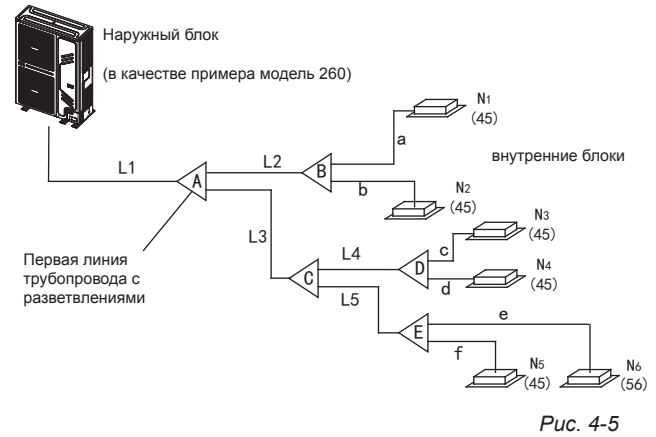 Наружный блок
(в качестве примера модель 260)
N1
(45)
a
внутренние блоки
L1
A
L2
B
b
N2
(45)
N3
(45)
L3
c
L4
D
N4
(45)
d
Первая линия
трубопровода с
разветвлениями
C
L5
e
E
f
N5
(45)
N6
(56)
Рис. 4-5